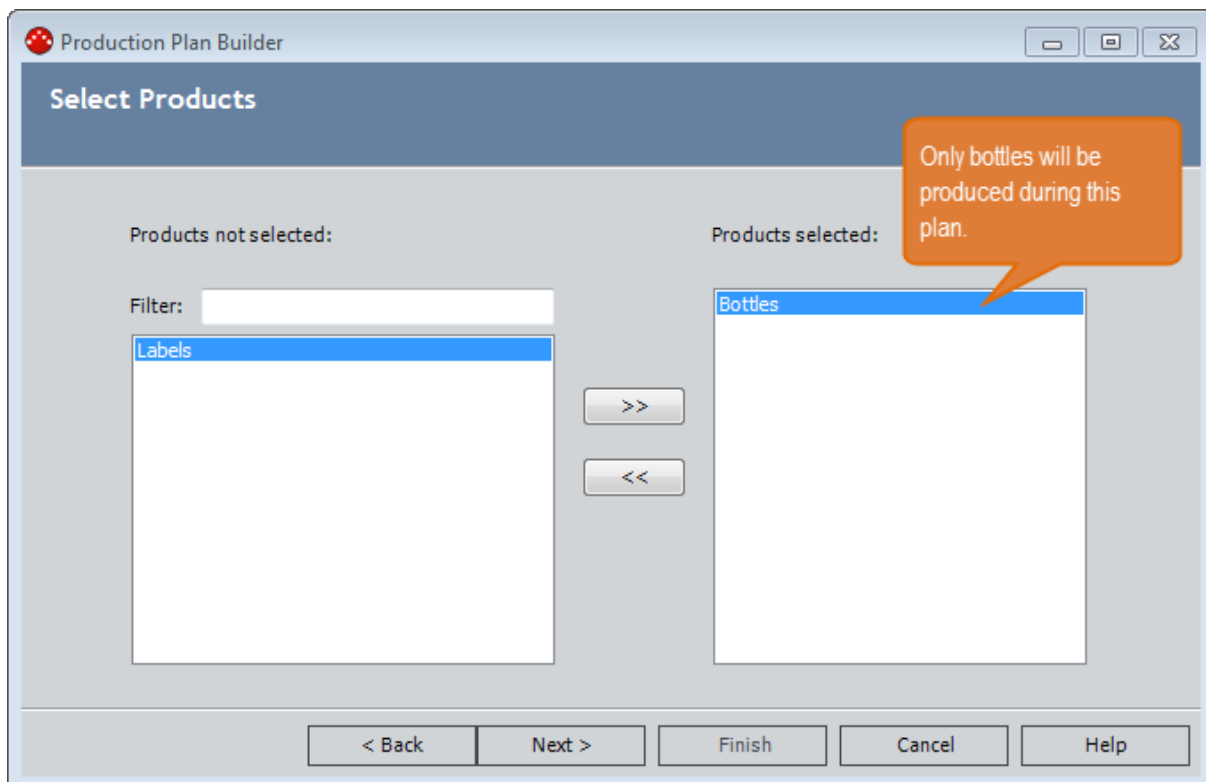 Production Plan Builder
Select Products
Only bottles will be
produced during this
plan.
Products not selected:
Products selected:
Filter:
Bottles
Labels
>>
<<
< Back
Next >
Finish
Cancel
Help